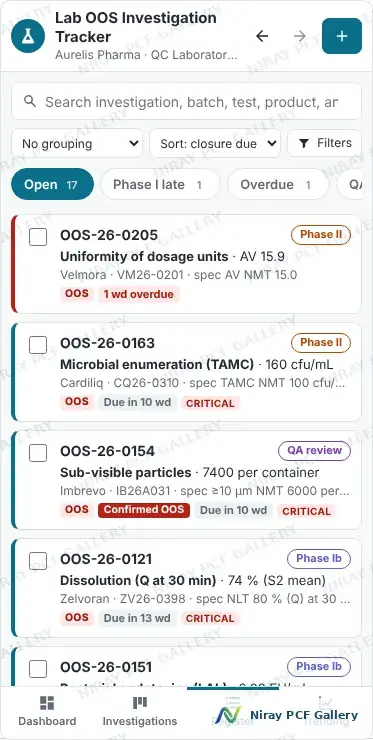 Lab OOS Investigation
Tracker
Aurelis Pharma · QC Laborator...
Search investigation, batch, test, product, an
No grouping
Sort: closure due
Filters
Open 17
Phase I late 1
Overdue 1
QA
OOS-26-0205
Phase II
Uniformity of dosage units · AV 15.9
Velmora · VM26-0201 · spec AV NMT 15.0
OOS 1 wd overdue
OOS-26-0163
Phase II
Microbial enumeration (TAMC) · 160 cfu/mL
Cardiliq · CQ26-0310 · spec TAMC NMT 100 cfu/...
OOS Due in 10 wd CRITICAL
OOS-26-0154
QA review
Sub-visible particles · 7400 per container
Imbrevo · IB26A031 · spec ≥10 µm NMT 6000 per...
OOS Confirmed OOS Due in 10 wd CRITICAL
OOS-26-0121
Phase Ib
Dissolution (Q at 30 min) · 74 % (S2 mean)
Zelvoran · ZV26-0398 · spec NLT 80 % (Q) at 30 ...
OOS Due in 13 wd CRITICAL
OOS-26-0151
Phase Ib
Dashboard
Investigations
Register
Trending
Niray PCF Gallery
NIRAY PCF GALLERY